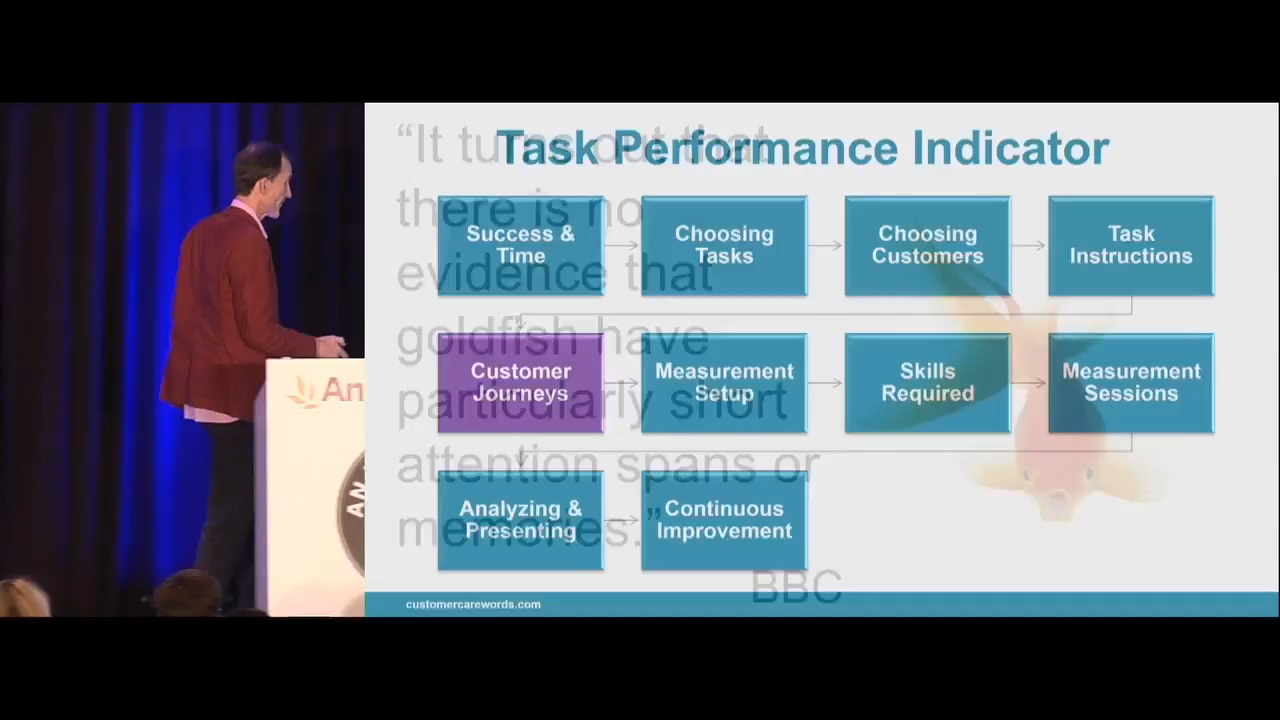 Task Performance Indicator
“It turns out that
there is no
evidence that
goldfish have
particularly short
attention spans or
memories.”
BBC
Success &
Time
Choosing
Tasks
Choosing
Customers
Task
Instructions
Customer
Journeys
Measurement
Setup
Skills
Required
Measurement
Sessions
Analyzing &
Presenting
Continuous
Improvement
customercarewords.com
An
AN